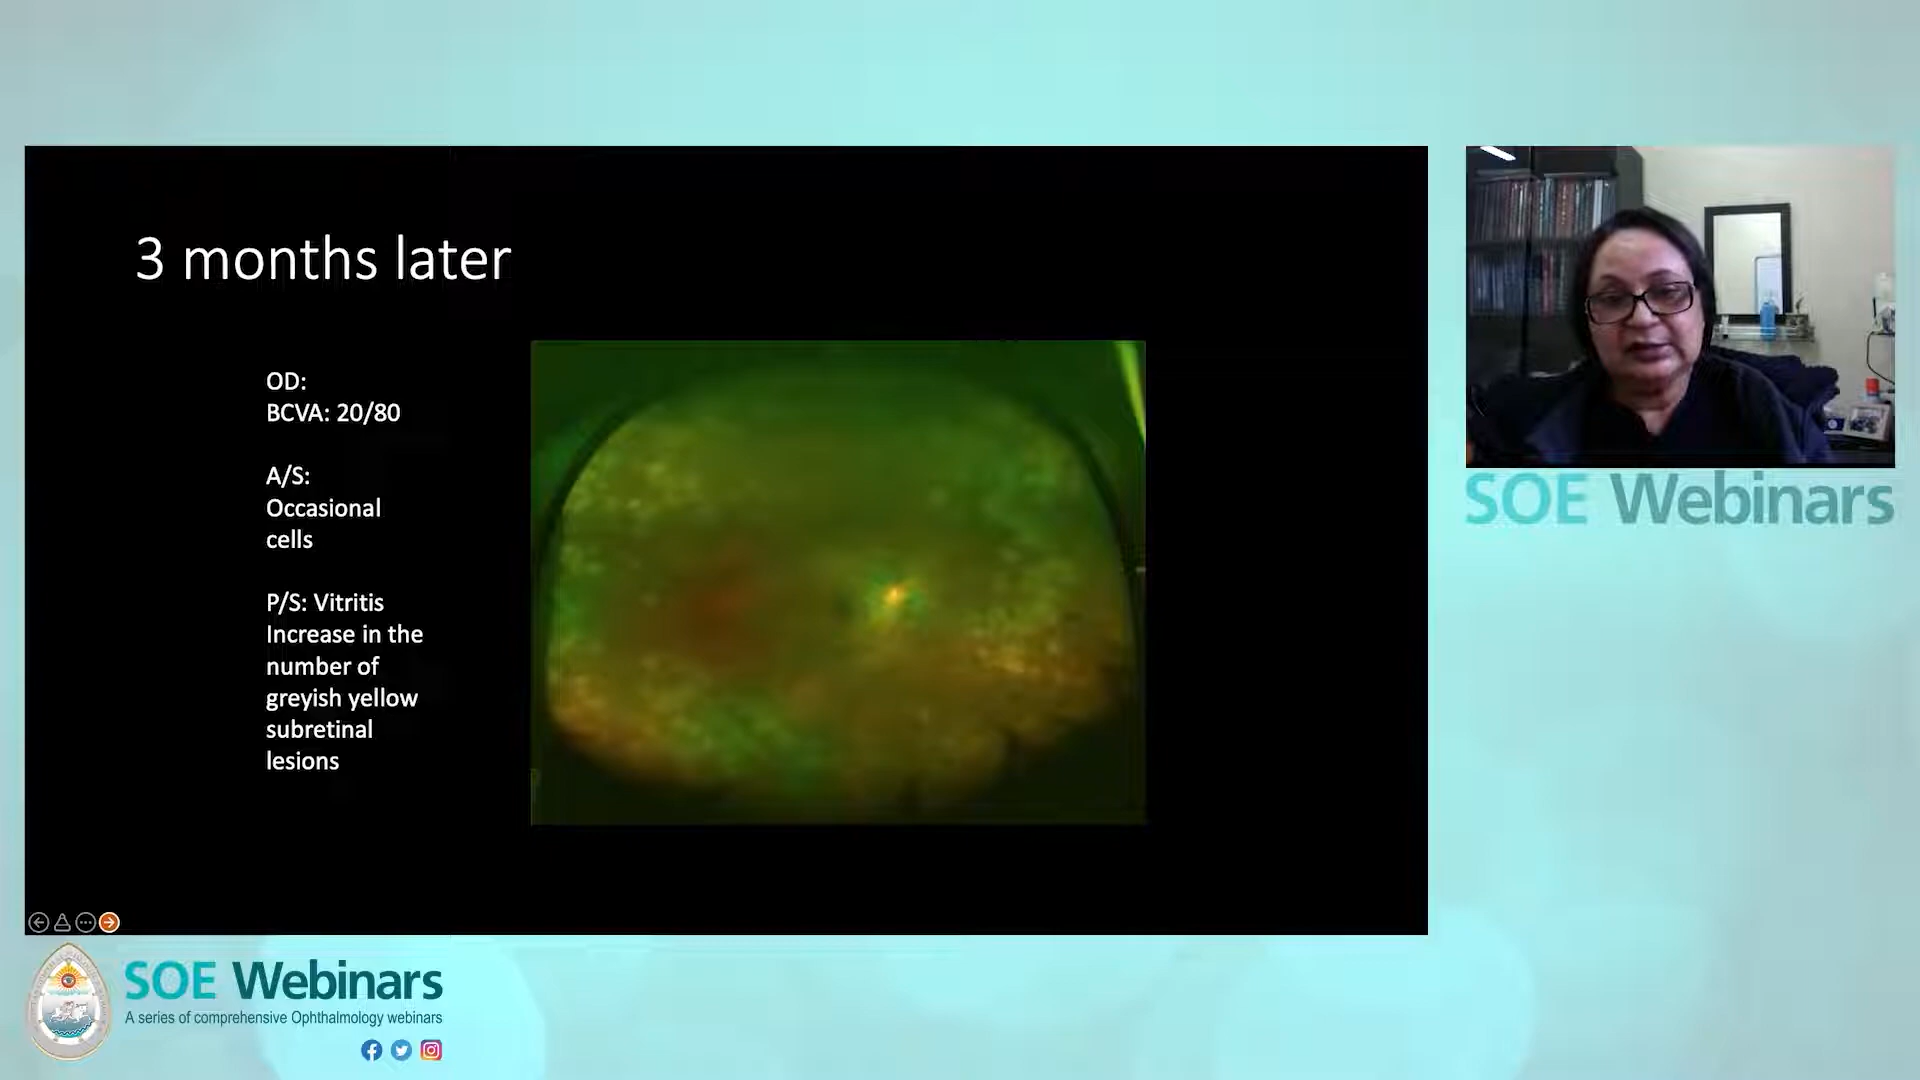 3 months later
OD:
BCVA: 20/80
A/S:
Occasional
cells
P/S: Vitritis
Increase in the
number of
greyish yellow
subretinal
lesions
SOE Webinars
SOE Webinars
A series of comprehensive Ophthalmology webinars